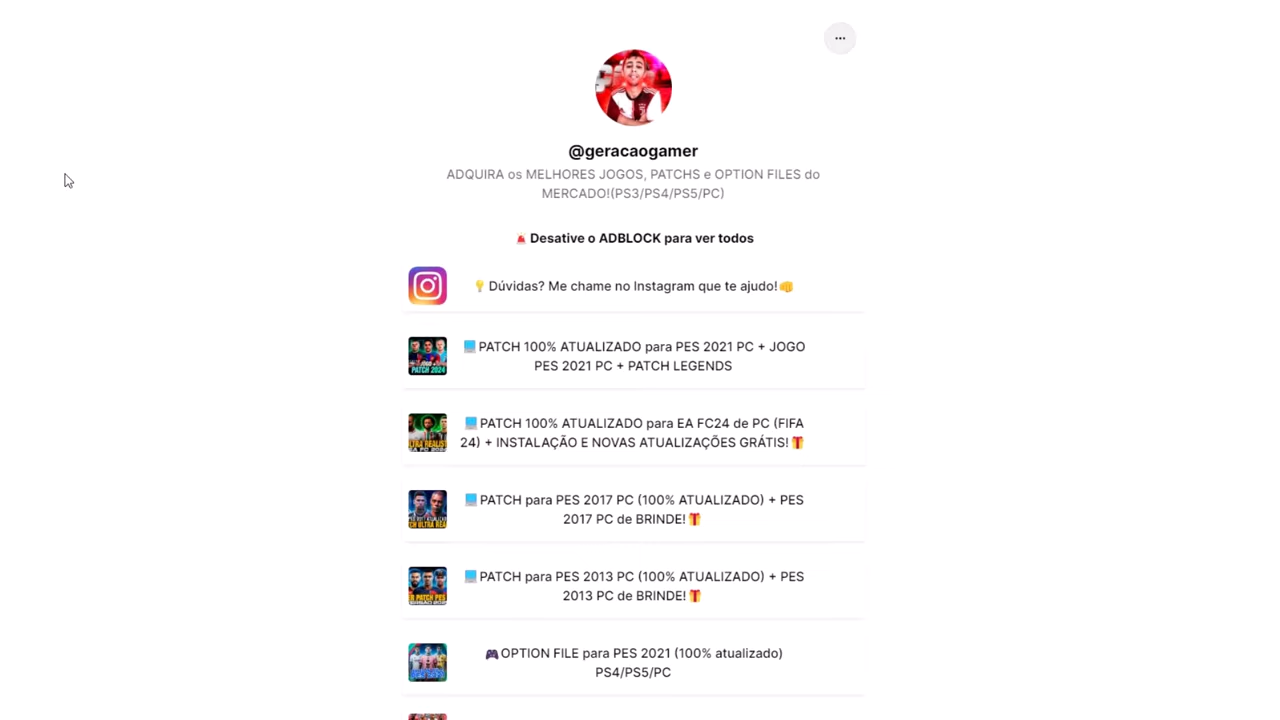 @geracaogamer
ADQUIRA os MELHORES JOGOS, PATCHS e OPTION FILES do
MERCADO!(PS3/PS4/PS5/PC)
🚨 Desative o ADBLOCK para ver todos
💡 Dúvidas? Me chame no Instagram que te ajudo!👊
💻PATCH 100% ATUALIZADO para PES 2021 PC + JOGO
PES 2021 PC + PATCH LEGENDS
PATCH 2024
💻PATCH 100% ATUALIZADO para EA FC24 de PC (FIFA
24) + INSTALAÇÃO E NOVAS ATUALIZAÇÕES GRÁTIS!🎁
💻PATCH para PES 2017 PC (100% ATUALIZADO) + PES
2017 PC de BRINDE!🎁
💻PATCH para PES 2013 PC (100% ATUALIZADO) + PES
2013 PC de BRINDE!🎁
🎮OPTION FILE para PES 2021 (100% atualizado)
PS4/PS5/PC